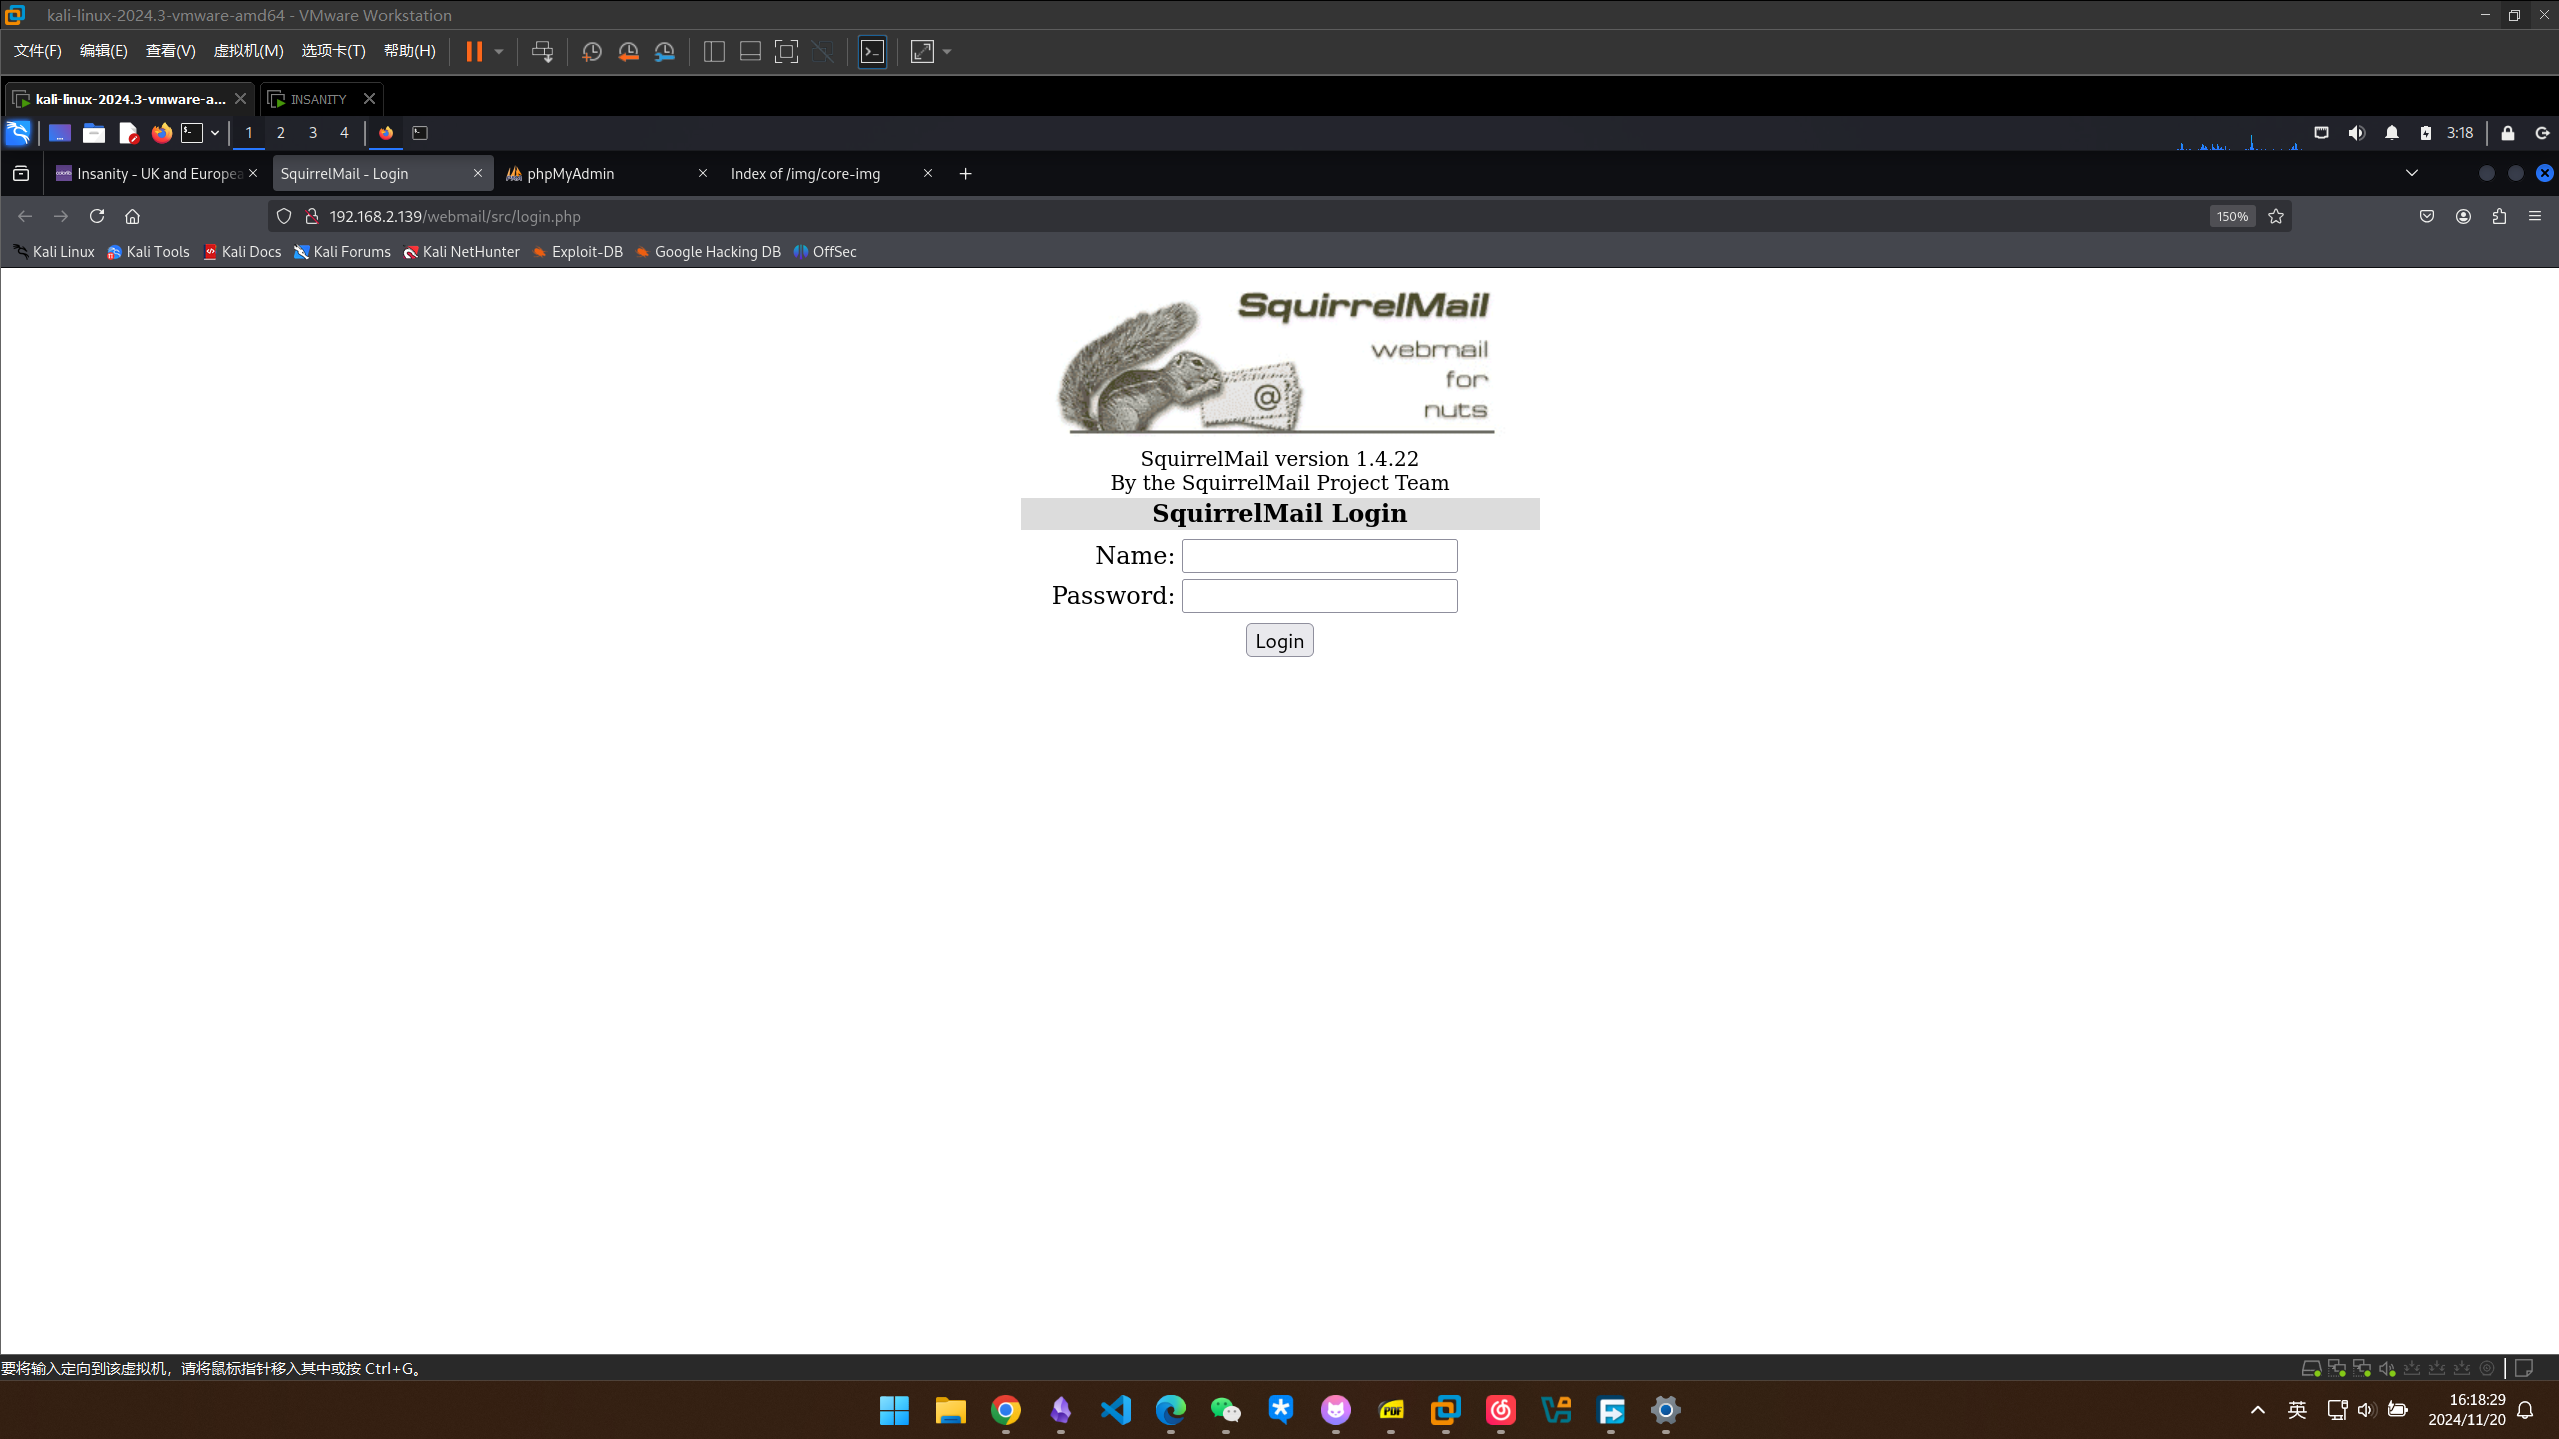 kali-linux-2024.3-vmware-amd64 - VMware Workstation
文件(F) 编辑(E) 查看(V) 虚拟机(M) 选项卡(T) 帮助(H)
kali-linux-2024.3-vmware-a... INSANITY
1 2 3 4 3:18
Insanity - UK and Europea SquirrelMail - Login phpMyAdmin Index of /img/core-img
192.168.2.139/webmail/src/login.php 150%
Kali Linux Kali Tools Kali Docs Kali Forums Kali NetHunter Exploit-DB Google Hacking DB OffSec
SquirrelMail
webmail
for
nuts
@
SquirrelMail version 1.4.22
By the SquirrelMail Project Team
SquirrelMail Login
Name:
Password:
Login
要将输入定向到该虚拟机，请将鼠标指针移入其中或按 Ctrl+G。
PDF
英
16:18:29
2024/11/20